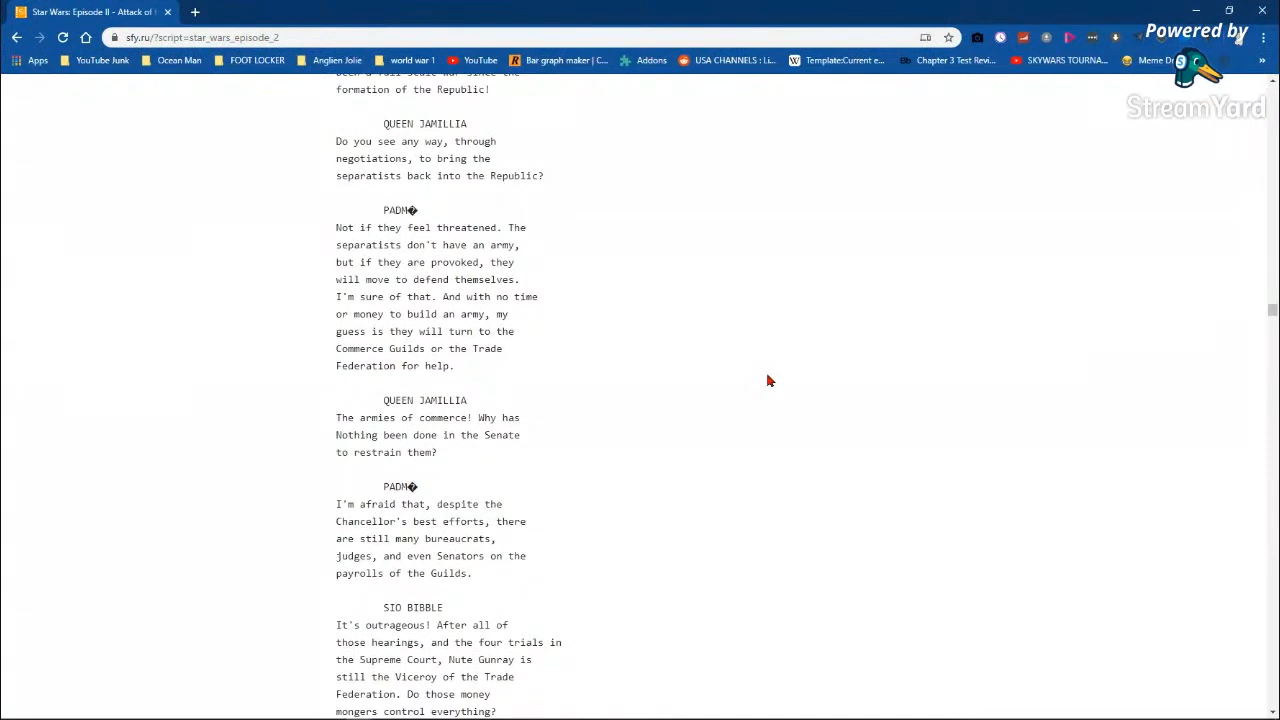 Star Wars: Episode II - Attack of
Powered by
sfy.ru/?script=star_wars_episode_2
Apps
YouTube Junk
Ocean Man
FOOT LOCKER
Anglien Jolie
world war 1
YouTube
Bar graph maker | C...
Addons
USA CHANNELS : Li...
Template:Current e...
Chapter 3 Test Revi...
SKYWARS TOURNA...
Meme De
StreamYard
been a full scale war since the
formation of the Republic!
QUEEN JAMILLIA
Do you see any way, through
negotiations, to bring the
separatists back into the Republic?
PADM�
Not if they feel threatened. The
separatists don't have an army,
but if they are provoked, they
will move to defend themselves.
I'm sure of that. And with no time
or money to build an army, my
guess is they will turn to the
Commerce Guilds or the Trade
Federation for help.
QUEEN JAMILLIA
The armies of commerce! Why has
Nothing been done in the Senate
to restrain them?
PADM�
I'm afraid that, despite the
Chancellor's best efforts, there
are still many bureaucrats,
judges, and even Senators on the
payrolls of the Guilds.
SIO BIBBLE
It's outrageous! After all of
those hearings, and the four trials in
the Supreme Court, Nute Gunray is
still the Viceroy of the Trade
Federation. Do those money
mongers control everything?